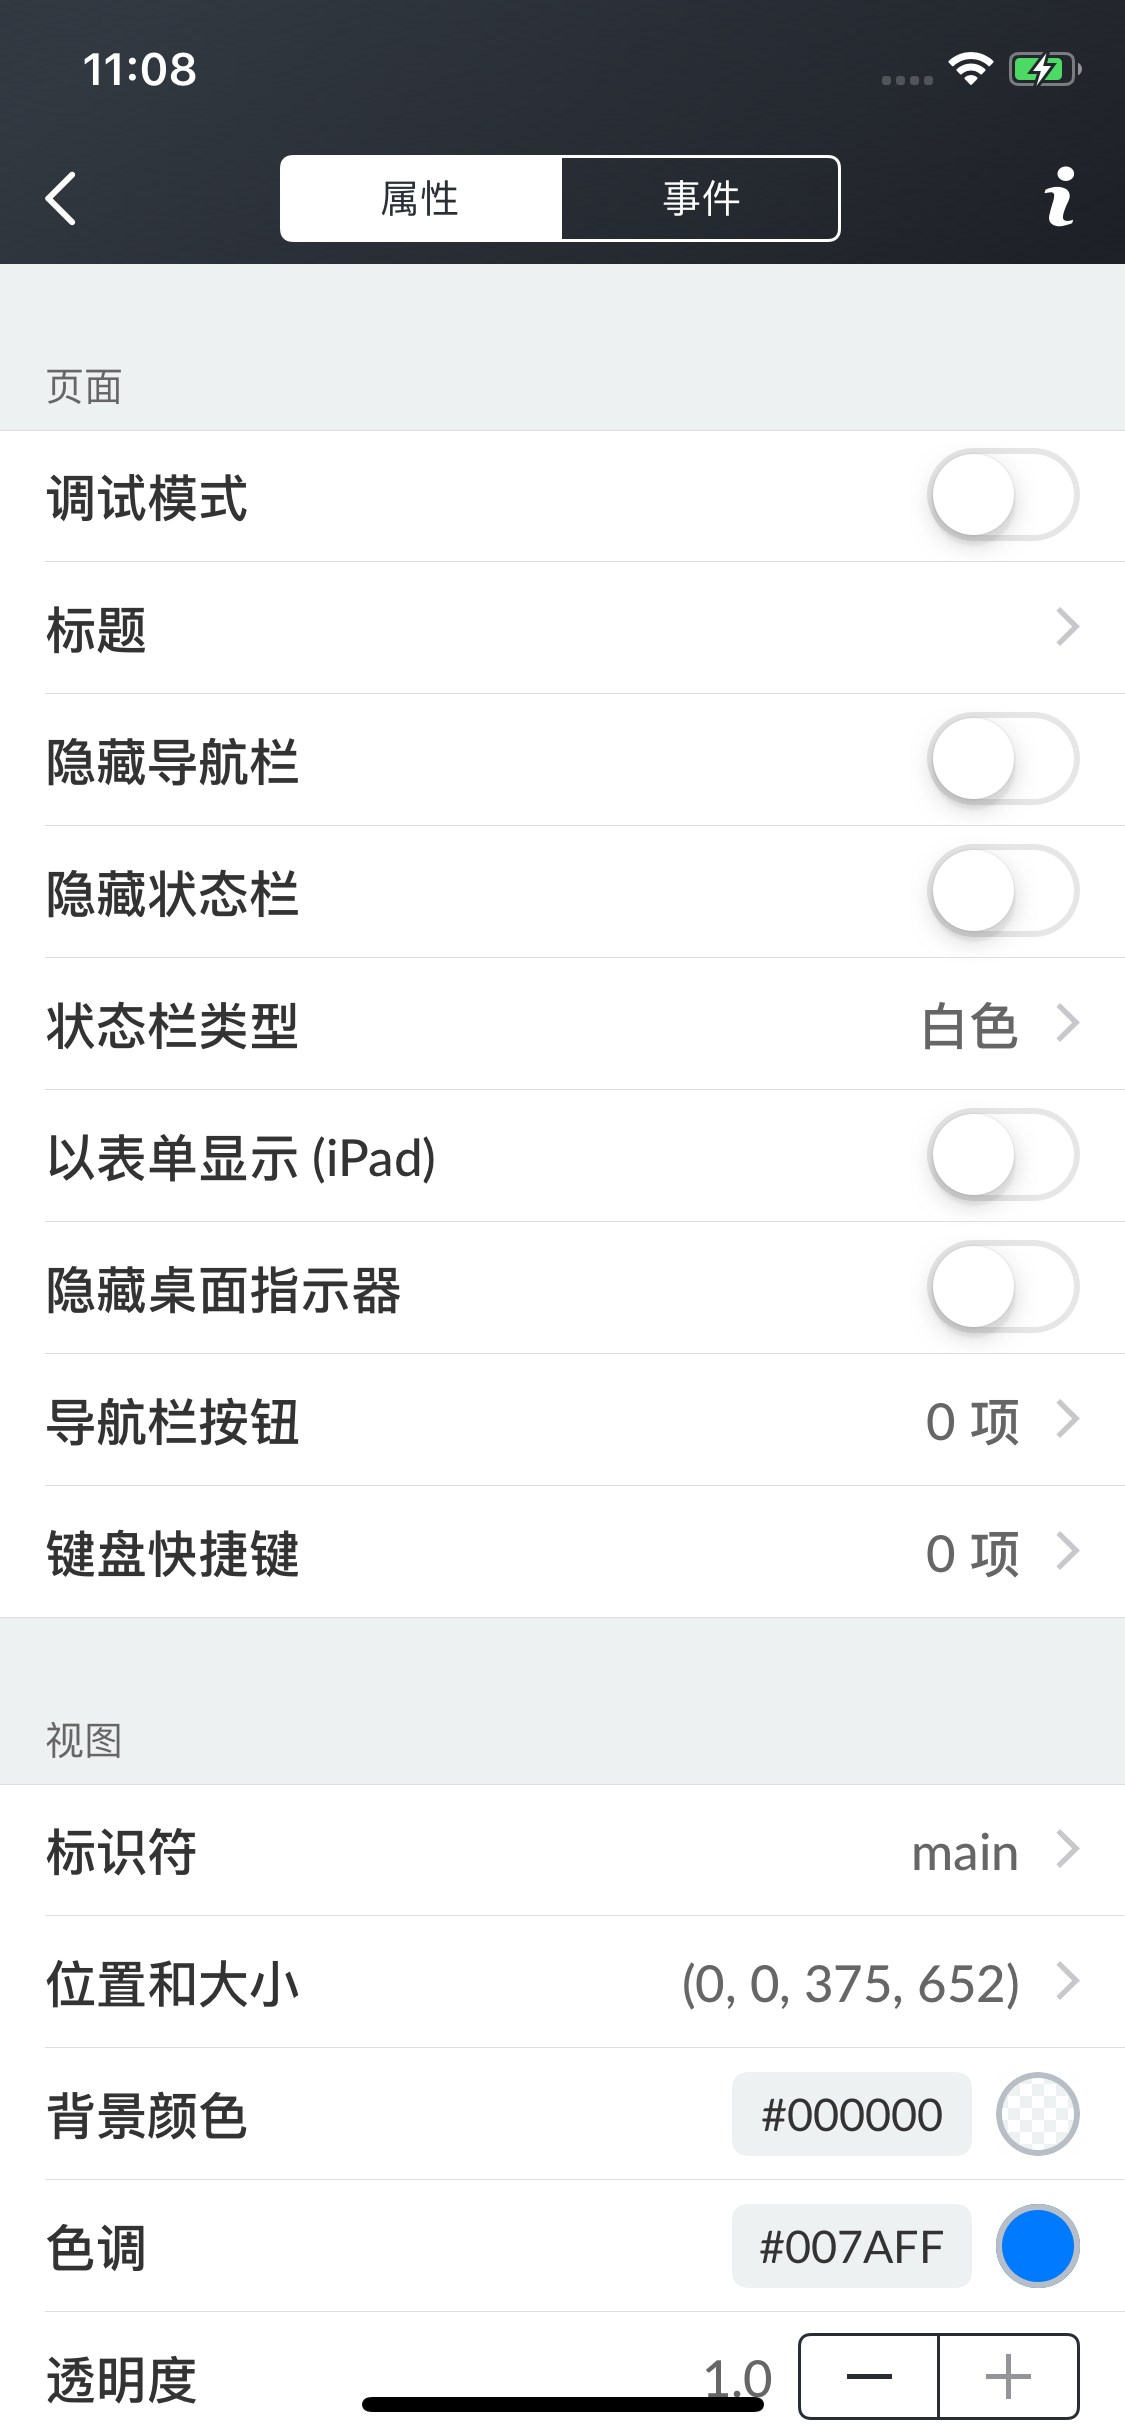 11:08
属性
事件
页面
调试模式
标题
隐藏导航栏
隐藏状态栏
状态栏类型 白色
以表单显示 (iPad)
隐藏桌面指示器
导航栏按钮 0 项
键盘快捷键 0 项
视图
标识符 main
位置和大小 (0, 0, 375, 652)
背景颜色 #000000
色调 #007AFF
透明度 1.0